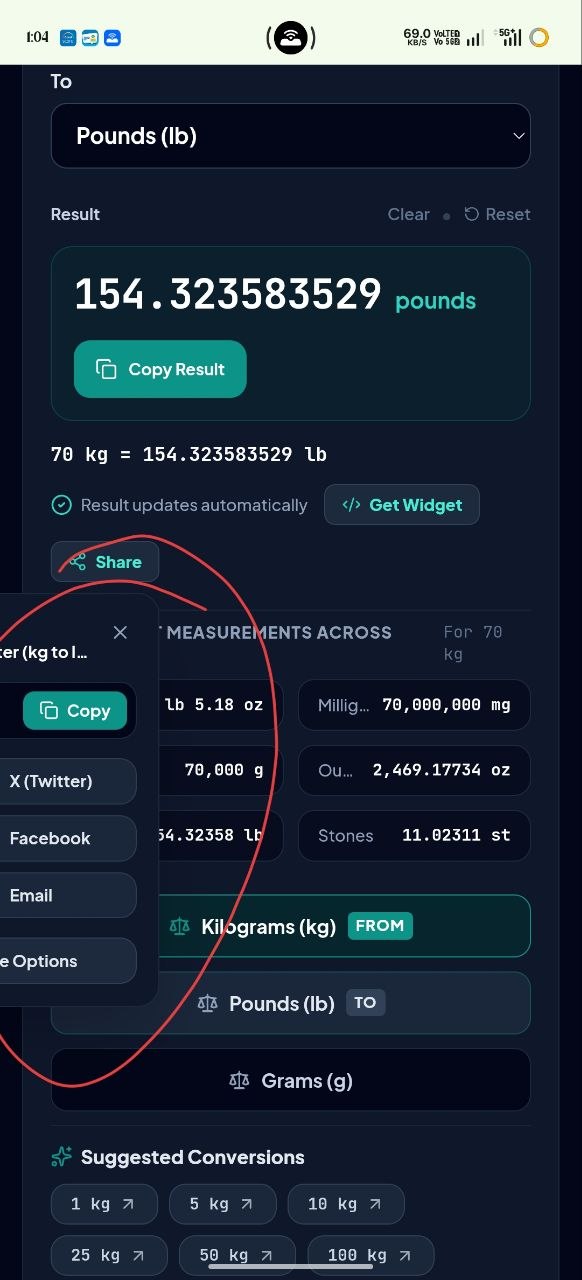 1:04 69.0 KB/S VoLTED Vo 5G 5G+
To
Pounds (lb)
Result Clear • Reset
154.323583529 pounds
Copy Result
70 kg = 154.323583529 lb
Result updates automatically </> Get Widget
Share
MEASUREMENTS ACROSS For 70
kg
ter (kg to l…
Copy lb 5.18 oz Millig… 70,000,000 mg
X (Twitter) 70,000 g Ou… 2,469.17734 oz
Facebook 54.32358 lb Stones 11.02311 st
Email
Kilograms (kg) FROM
e Options
Pounds (lb) TO
Grams (g)
Suggested Conversions
1 kg 5 kg 10 kg
25 kg 50 kg 100 kg